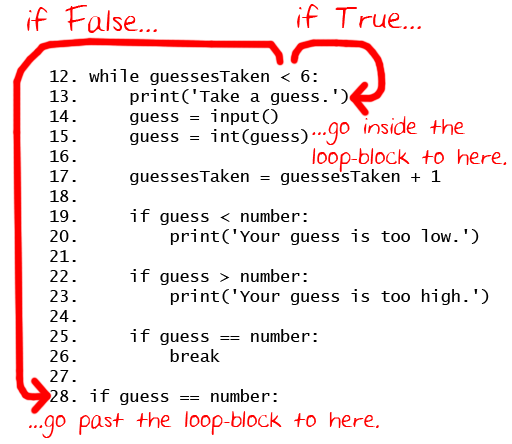 if False...
if True...
12. while guessesTaken < 6:
13.     print('Take a guess.')
14.     guess = input()
15.     guess = int(guess)
...go inside the
loop-block to here.
16.
17.     guessesTaken = guessesTaken + 1
18.
19.     if guess < number:
20.         print('Your guess is too low.')
21.
22.     if guess > number:
23.         print('Your guess is too high.')
24.
25.     if guess == number:
26.         break
27.
28. if guess == number:
...go past the loop-block to here.